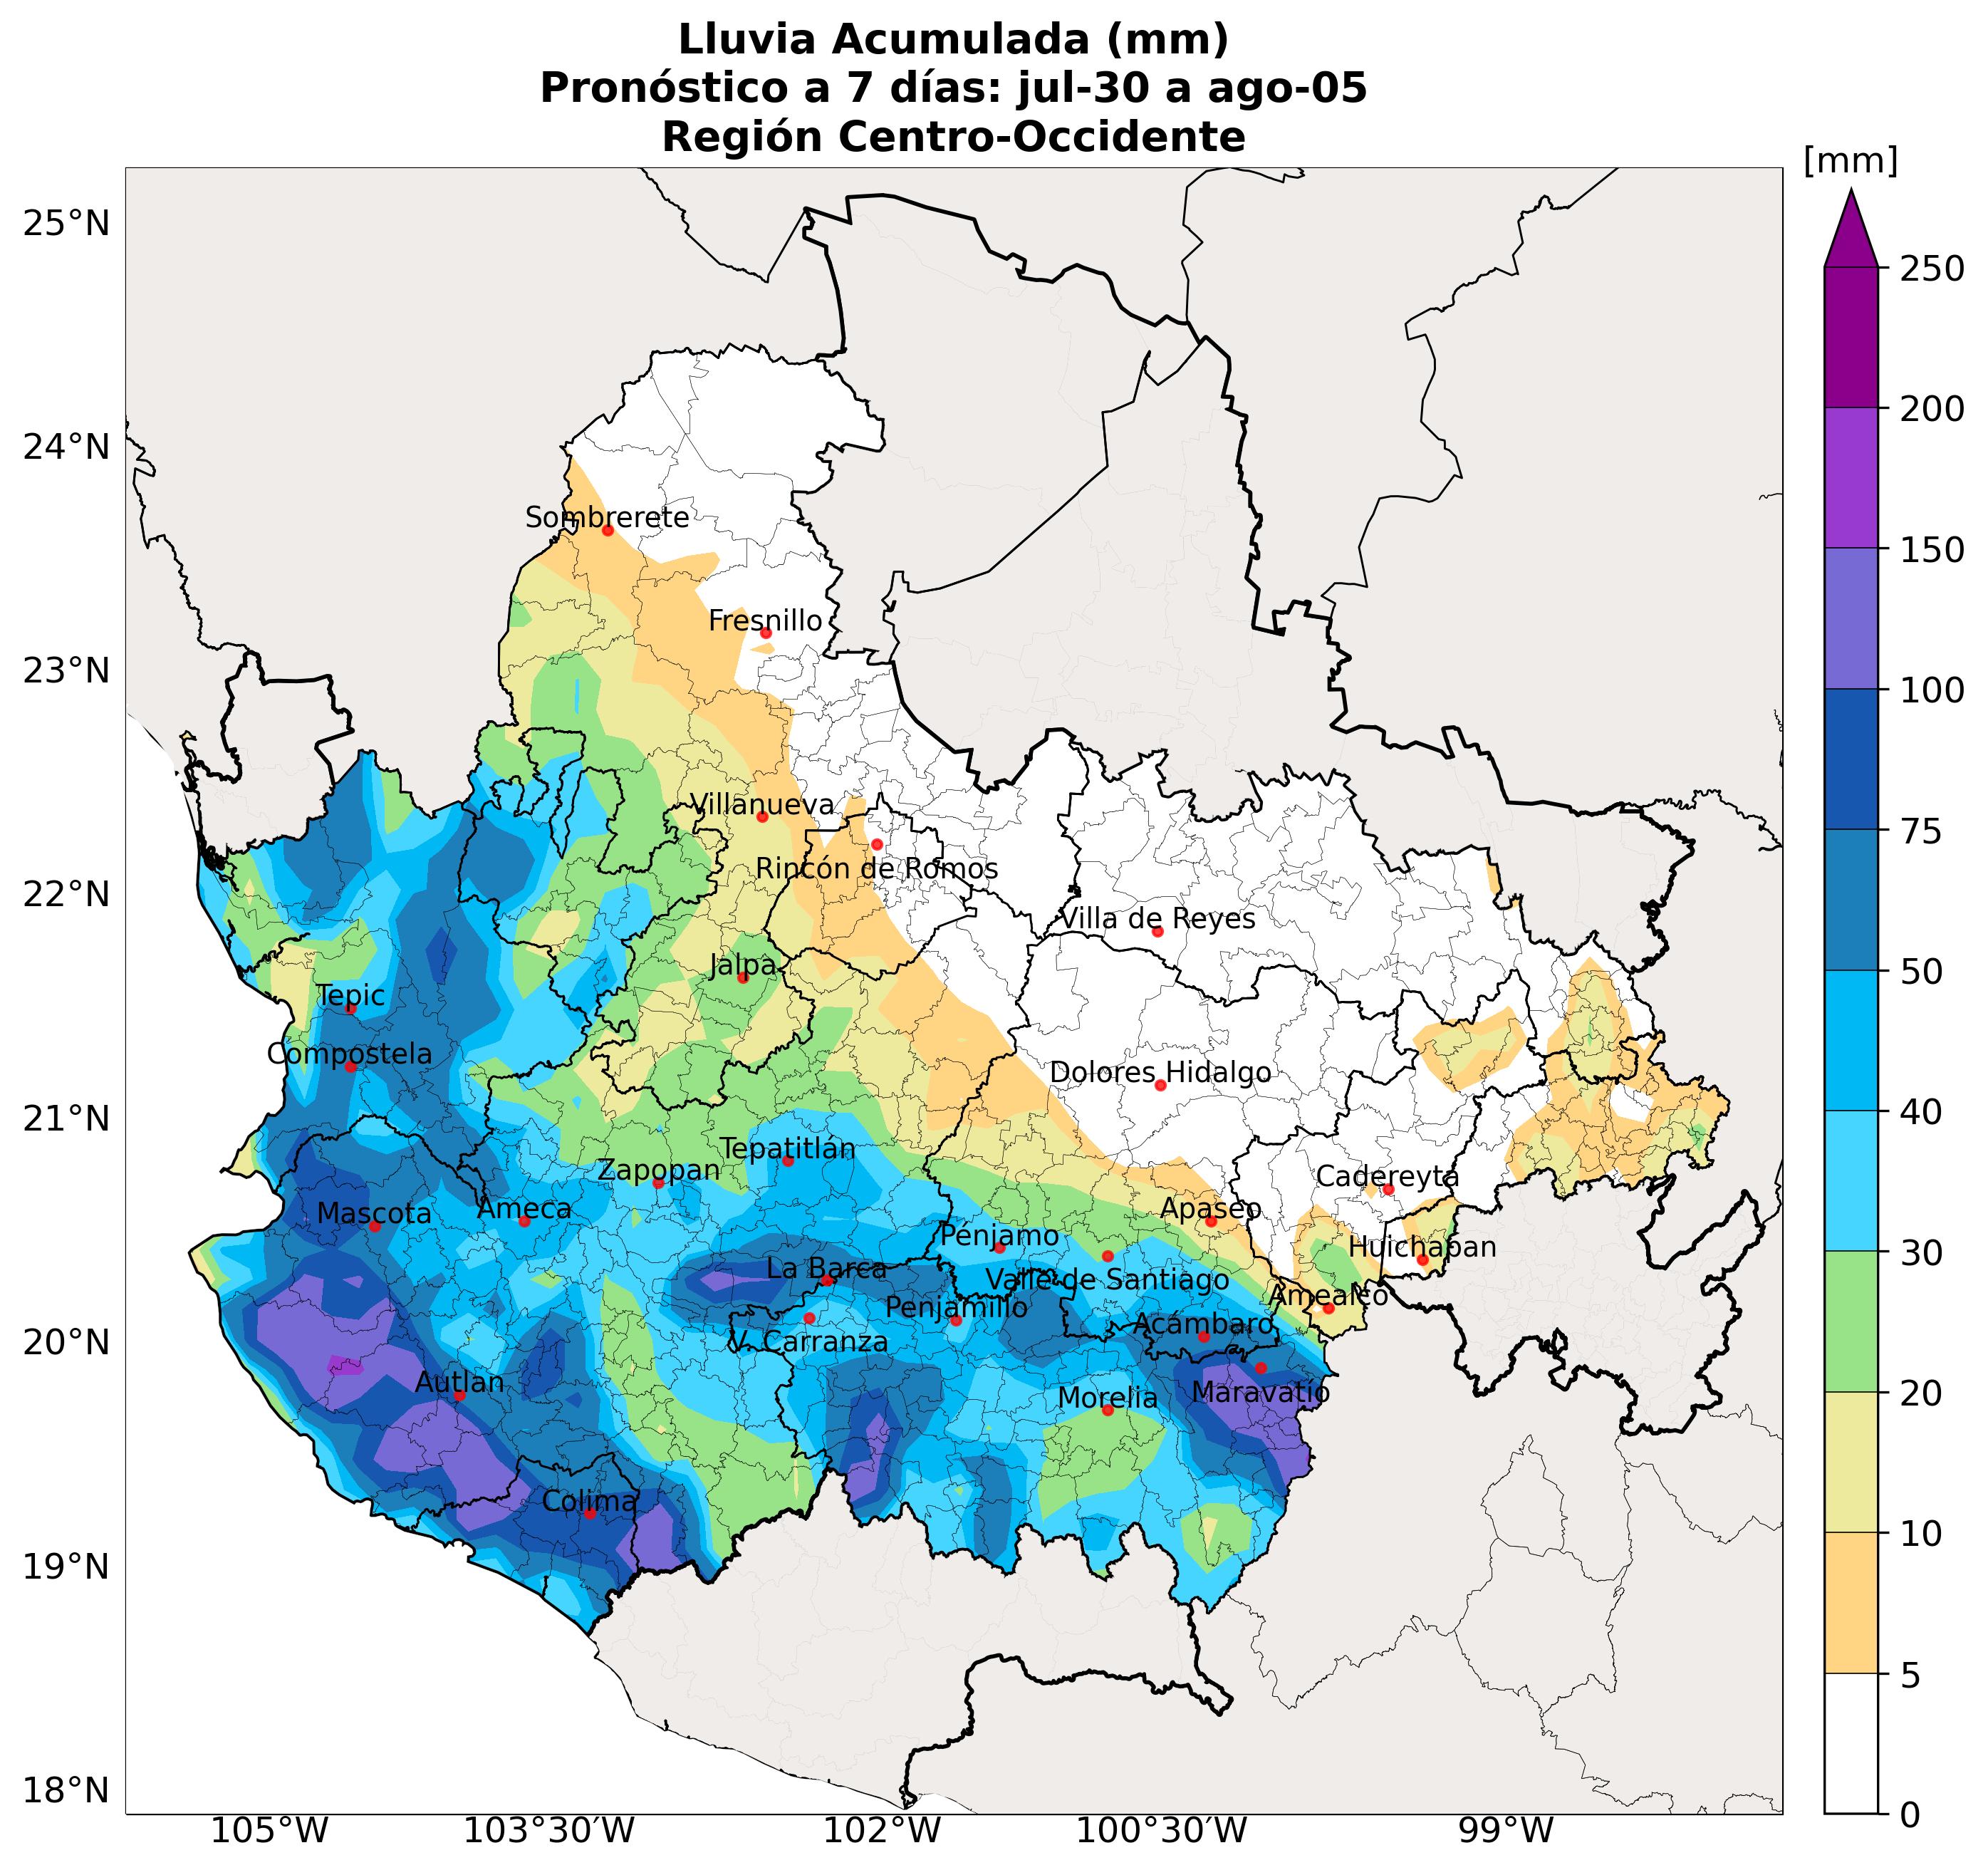 Lluvia Acumulada (mm)
Pronóstico a 7 días: jul-30 a ago-05
Región Centro-Occidente
[mm]
25°N
24°N
23°N
22°N
21°N
20°N
19°N
18°N
105°W
103°30'W
102°W
100°30'W
99°W
250
200
150
100
75
50
40
30
20
10
5
0
Sombrerete
Fresnillo
Villanueva
Rincón de Romos
Villa de Reyes
Jalpa
Tepic
Compostela
Dolores Hidalgo
Tepatitlán
Zapopan
Cadereyta
Mascota
Ameca
Apaseo
Pénjamo
Huichapan
La Barca
Valle de Santiago
Amealco
Penjamillo
Acámbaro
V. Carranza
Autlan
Morelia
Maravatío
Colima